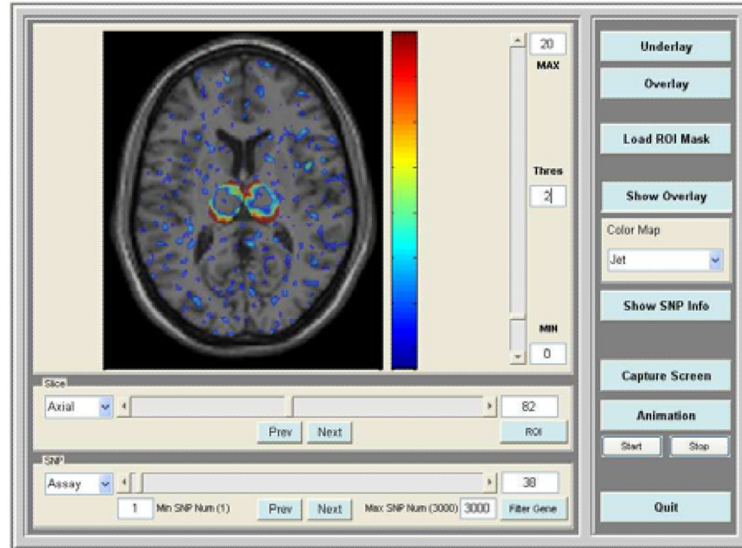 20
MAX
Thres
2
MIN
0
Slice
Axial
82
Prev Next ROI
SNP
Assay
38
1 Min SNP Num (1) Prev Next Max SNP Num (3000) 3000 Filter Gene
Underlay
Overlay
Load ROI Mask
Show Overlay
Color Map
Jet
Show SNP Info
Capture Screen
Animation
Start Stop
Quit